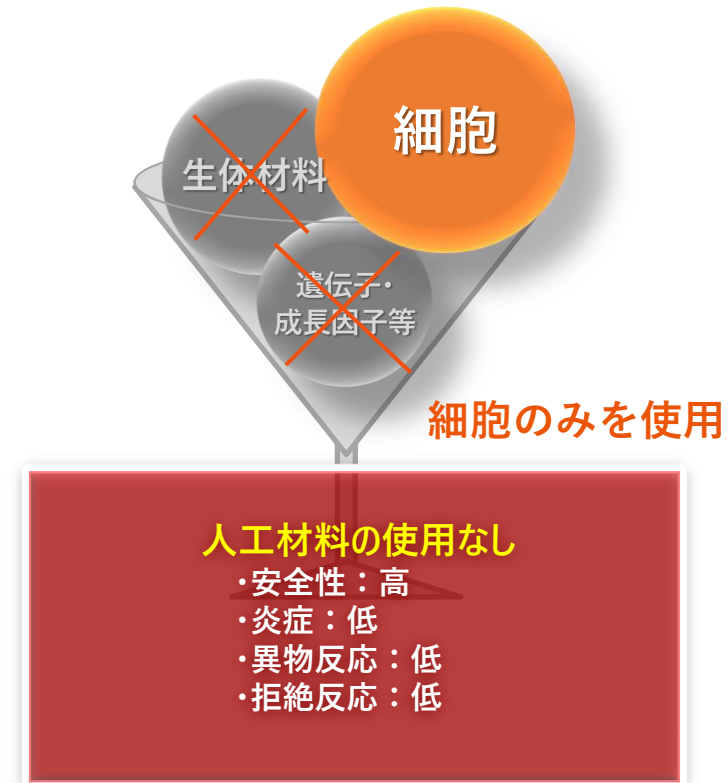 細胞
生体材料
遺伝子・
成長因子等
細胞のみを使用
人工材料の使用なし
・安全性：高
・炎症：低
・異物反応：低
・拒絶反応：低